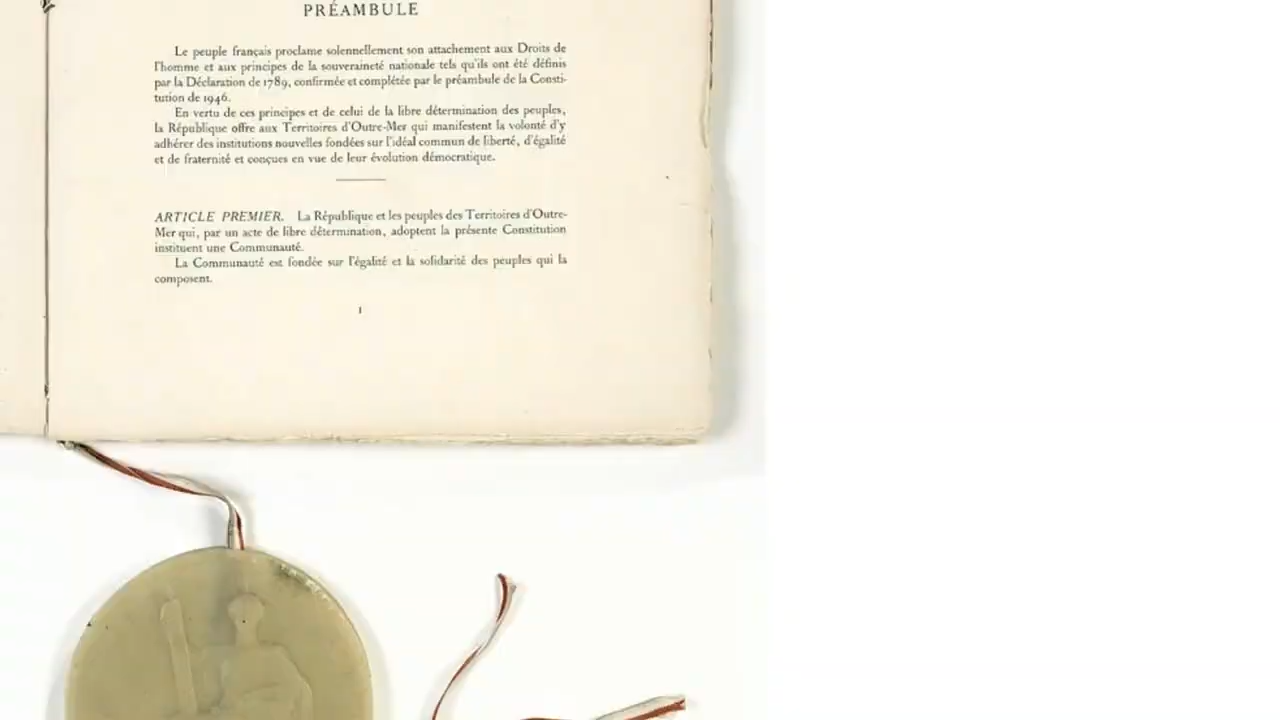 PRÉAMBULE
Le peuple français proclame solennellement son attachement aux Droits de
l'homme et aux principes de la souveraineté nationale tels qu'ils ont été définis
par la Déclaration de 1789, confirmée et complétée par le préambule de la Consti-
tution de 1946.
En vertu de ces principes et de celui de la libre détermination des peuples,
la République offre aux Territoires d'Outre-Mer qui manifestent la volonté d'y
adhérer des institutions nouvelles fondées sur l'idéal commun de liberté, d'égalité
et de fraternité et conçues en vue de leur évolution démocratique.
ARTICLE PREMIER. La République et les peuples des Territoires d'Outre-
Mer qui, par un acte de libre détermination, adoptent la présente Constitution
instituent une Communauté.
La Communauté est fondée sur l'égalité et la solidarité des peuples qui la
composent.
1